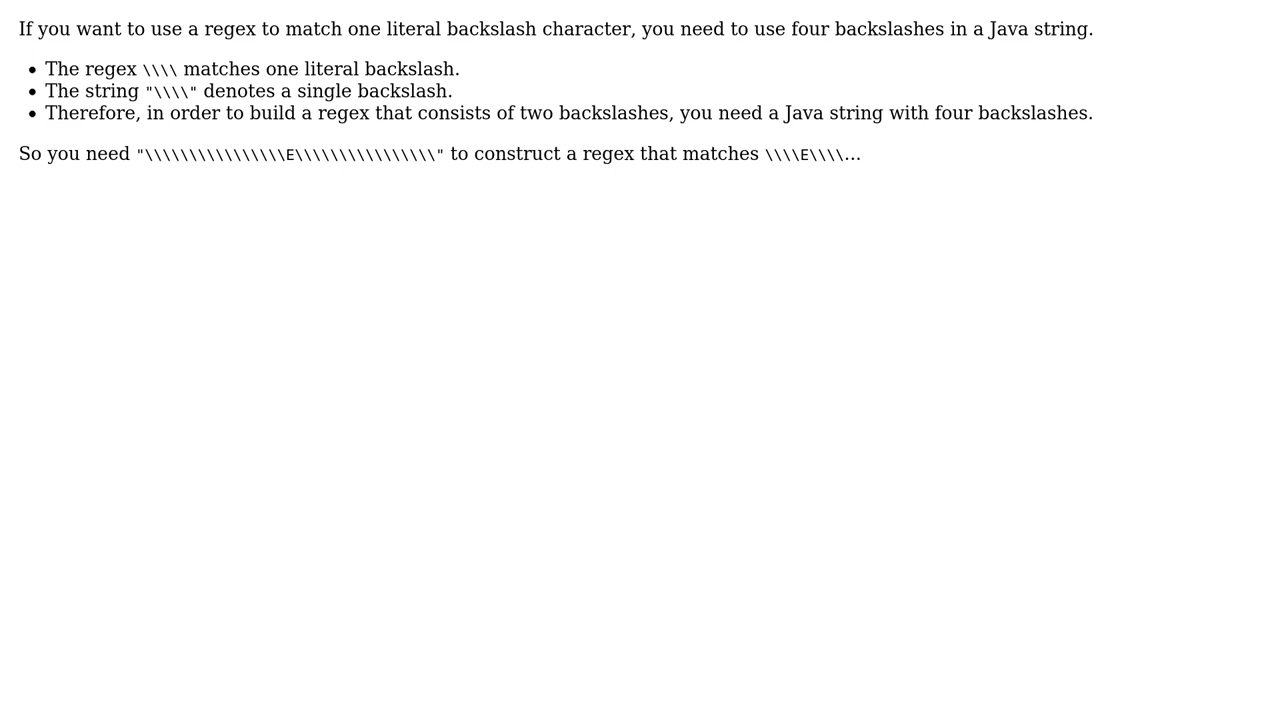 If you want to use a regex to match one literal backslash character, you need to use four backslashes in a Java string.
• The regex \\\\ matches one literal backslash.
• The string "\\\\" denotes a single backslash.
• Therefore, in order to build a regex that consists of two backslashes, you need a Java string with four backslashes.
So you need "\\\\\\\\\\\\\\\\E\\\\\\\\\\\\\\\\" to construct a regex that matches \\\\E\\\\...